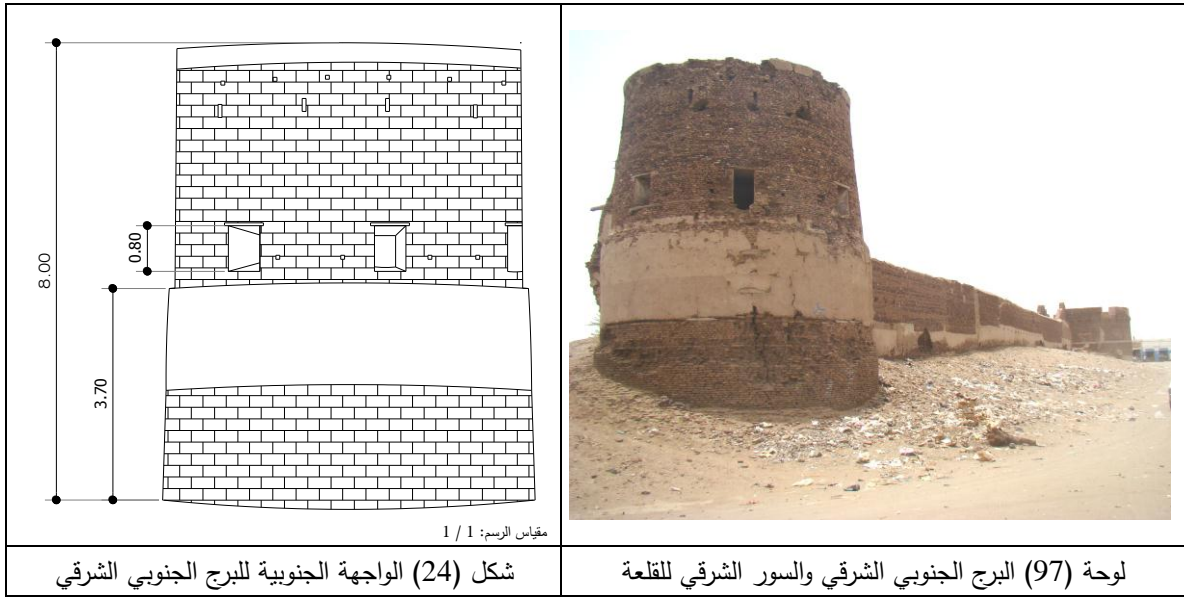 8.00
0.80
3.70
مقياس الرسم: 1 / 1
لوحة (97) البرج الجنوبي الشرقي والسور الشرقي للقلعة
شكل (24) الواجهة الجنوبية للبرج الجنوبي الشرقي